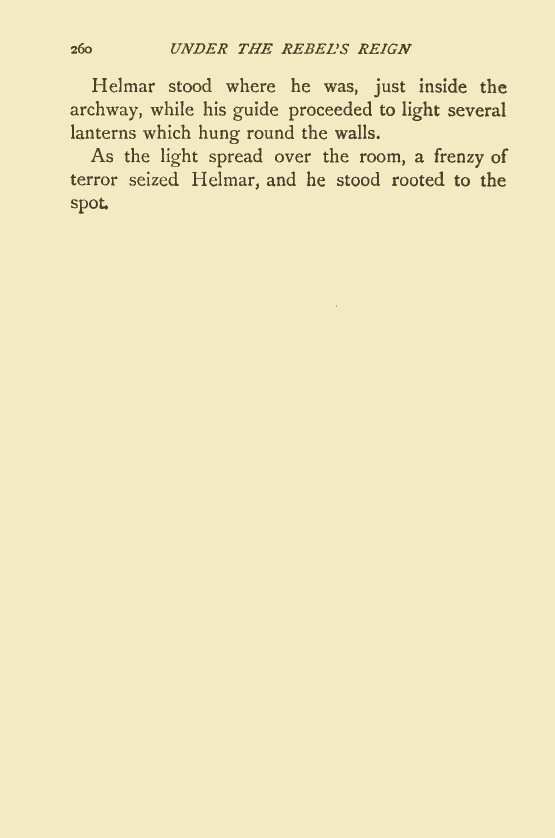 260 UNDER THE REBEL'S REIGN
Helmar stood where he was, just inside the
archway, while his guide proceeded to light several
lanterns which hung round the walls.
As the light spread over the room, a frenzy of
terror seized Helmar, and he stood rooted to the
spot.